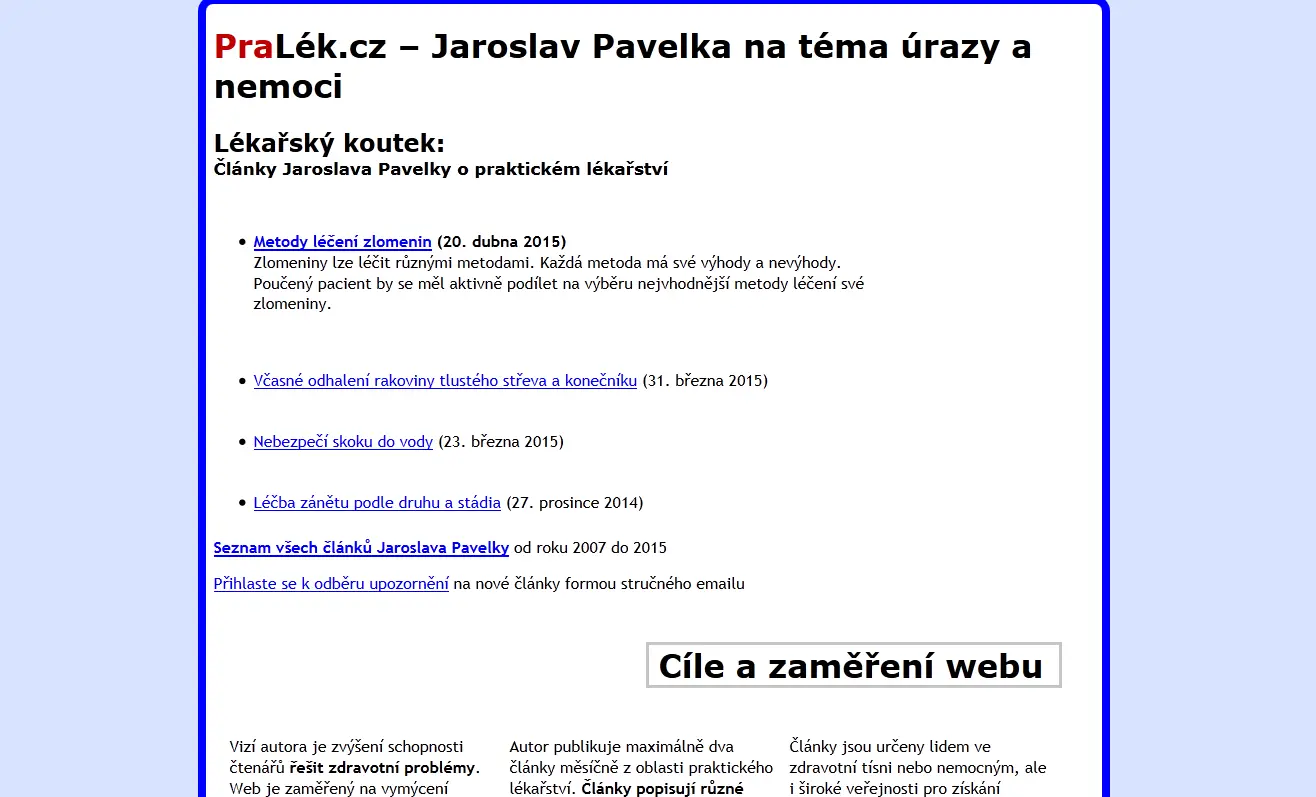 PraLék.cz – Jaroslav Pavelka na téma úrazy a
nemoci
Lékařský koutek:
Články Jaroslava Pavelky o praktickém lékařství
Metody léčení zlomenin (20. dubna 2015)
Zlomeniny lze léčit různými metodami. Každá metoda má své výhody a nevýhody.
Poučený pacient by se měl aktivně podílet na výběru nejvhodnější metody léčení své
zlomeniny.
Včasné odhalení rakoviny tlustého střeva a konečníku (31. března 2015)
Nebezpečí skoku do vody (23. března 2015)
Léčba zánětu podle druhu a stádia (27. prosince 2014)
Seznam všech článků Jaroslava Pavelky od roku 2007 do 2015
Přihlaste se k odběru upozornění na nové články formou stručného emailu
Cíle a zaměření webu
Vizí autora je zvýšení schopnosti
čtenářů řešit zdravotní problémy.
Web je zaměřený na vymýcení
Autor publikuje maximálně dva
články měsíčně z oblasti praktického
lékařství. Články popisují různé
Články jsou určeny lidem ve
zdravotní tísni nebo nemocným, ale
i široké veřejnosti pro získání